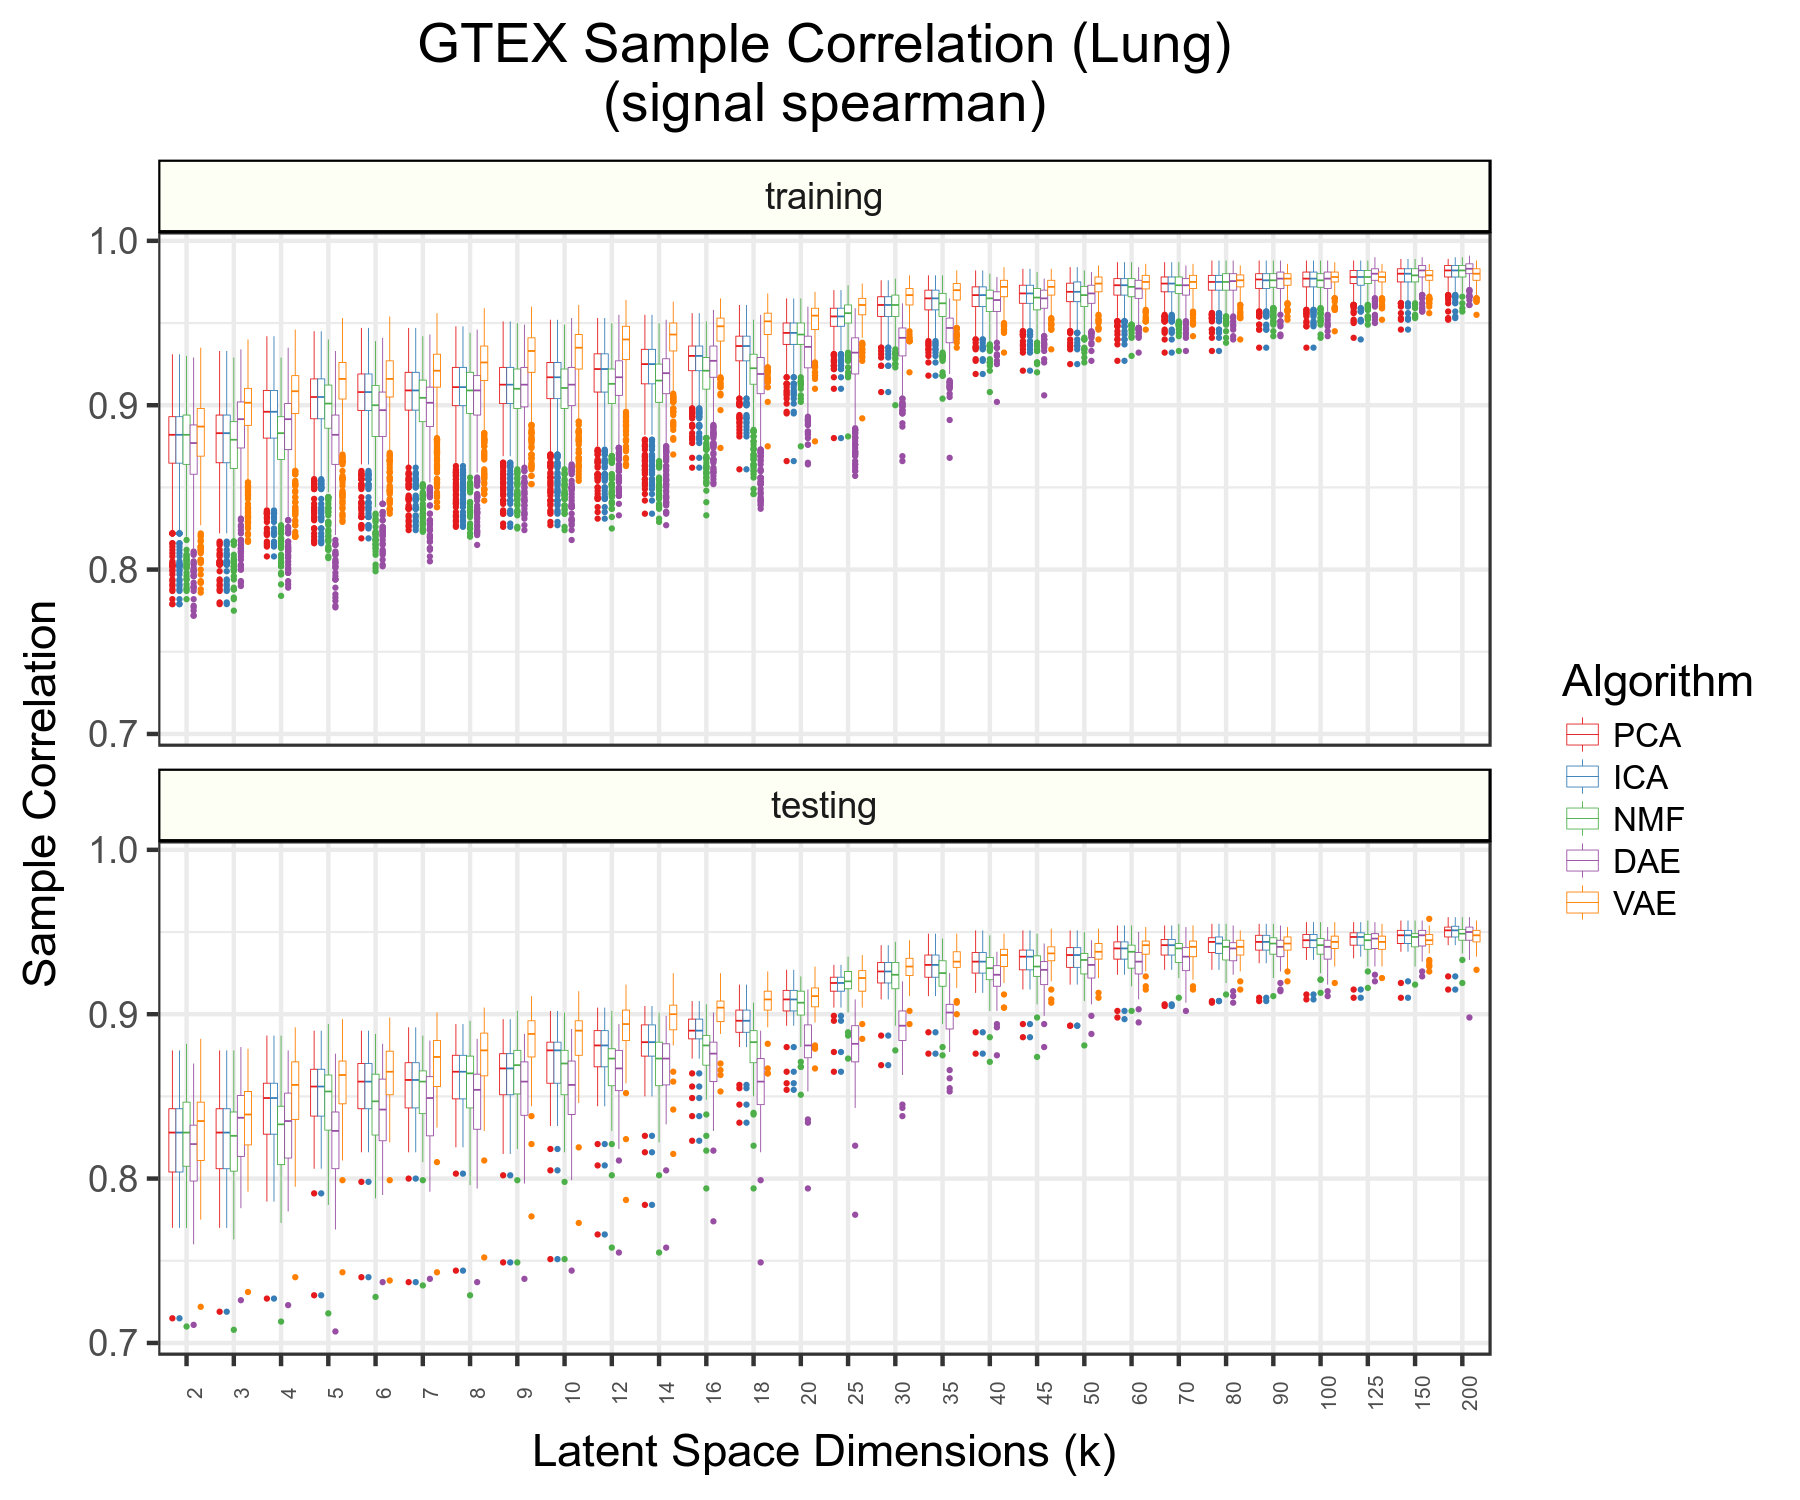 GTEX Sample Correlation (Lung)
(signal spearman)
training
1.0
0.9
0.8
0.7
testing
1.0
0.9
0.8
0.7
Sample Correlation
2 3 4 5 6 7 8 9 10 12 14 16 18 20 25 30 35 40 45 50 60 70 80 90 100 125 150 200
Latent Space Dimensions (k)
Algorithm
PCA
ICA
NMF
DAE
VAE